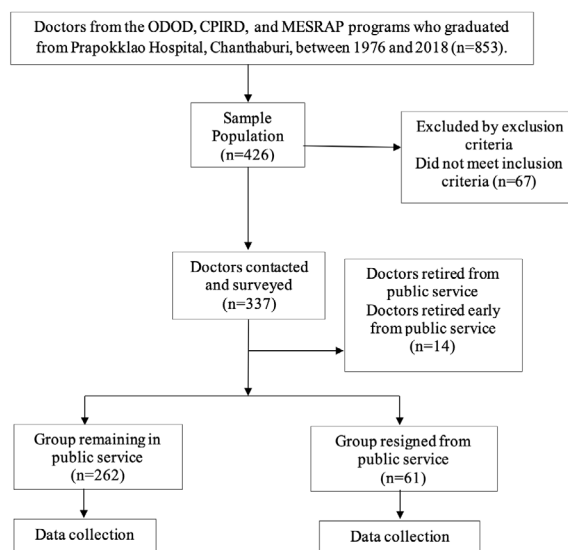 Doctors from the ODOD, CPIRD, and MESRAP programs who graduated
from Prapokklao Hospital, Chanthaburi, between 1976 and 2018 (n=853).
Sample
Population
(n=426)
Excluded by exclusion
criteria
Did not meet inclusion
criteria (n=67)
Doctors contacted
and surveyed
(n=337)
Doctors retired from
public service
Doctors retired early
from public service
(n=14)
Group remaining in
public service
(n=262)
Group resigned from
public service
(n=61)
Data collection
Data collection